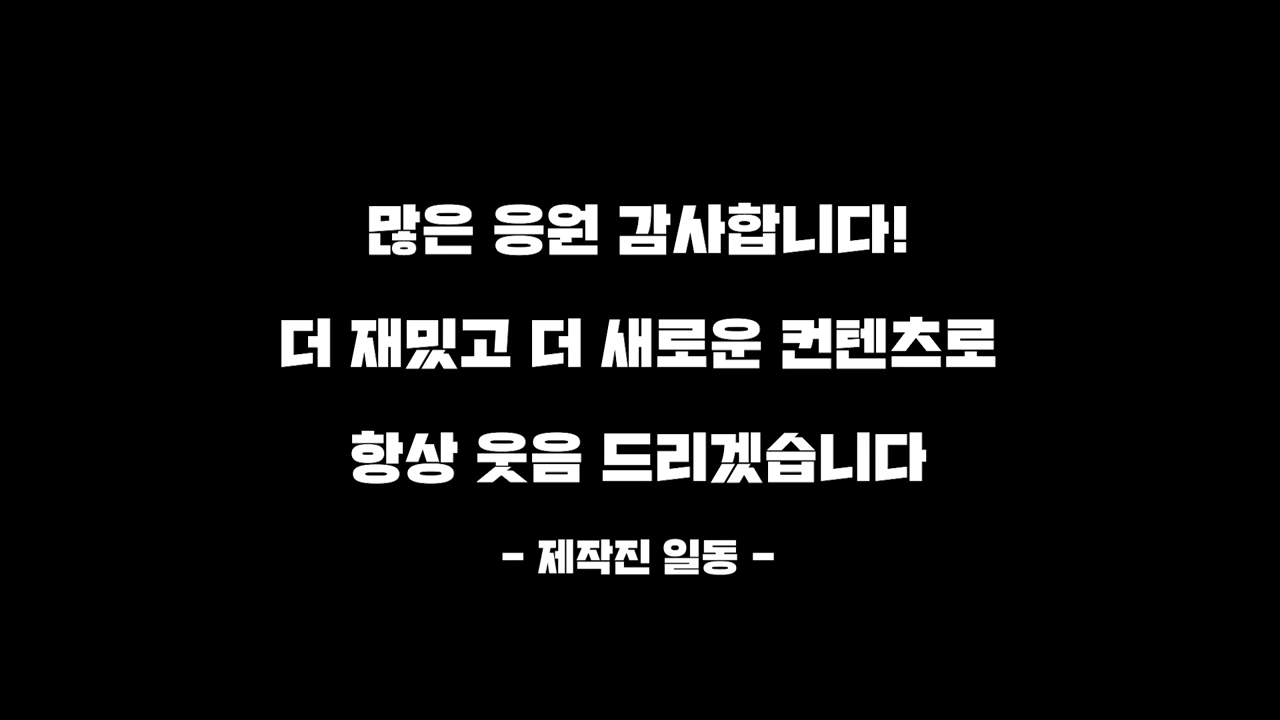 많은 응원 감사합니다!
더 재밌고 더 새로운 컨텐츠로
항상 웃음 드리겠습니다
- 제작진 일동 -